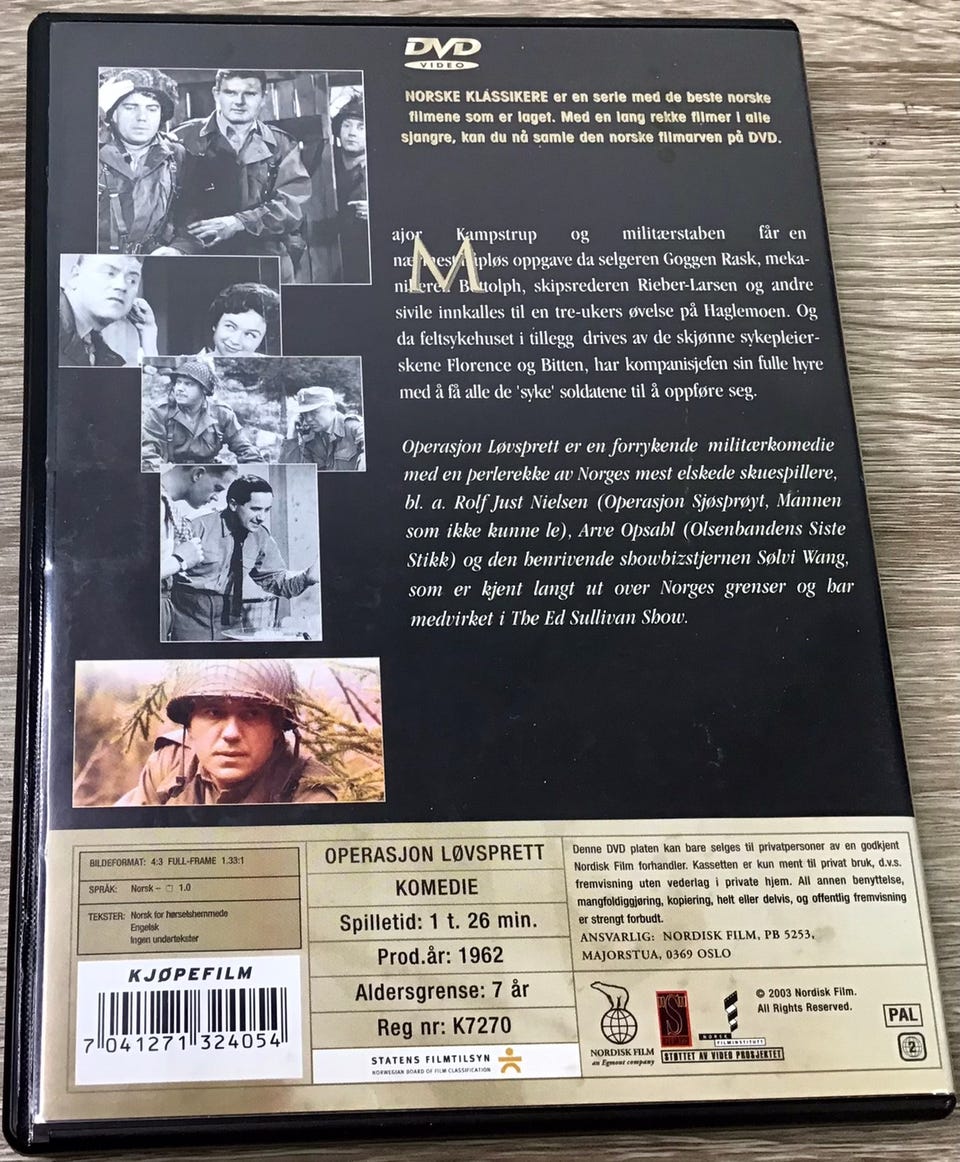 DVD
VIDEO
NORSKE KLASSIKERE er en serie med de beste norske
filmene som er laget. Med en lang rekke filmer i alle
sjangre, kan du nå samle den norske filmarven på DVD.
Major Kampstrup og militærstaben får en
oppgave da selgeren Goggen Rask, meka-
skipsrederen Rieber-Larsen og andre
sivile innkalles til en tre-ukers øvelse på Haglemoen. Og
da feltsykehuset i tillegg drives av de skjønne sykepleier-
skene Florence og Bitten, har kompanisjefen sin fulle hyre
med å få alle de 'syke' soldatene til å oppføre seg.
Operasjon Løvsprett er en forrykende militærkomedie
med en perlerekke av Norges mest elskede skuespillere,
bl. a. Rolf Just Nielsen (Operasjon Sjøsprøyt, Mannen
som ikke kunne le), Arve Opsahl (Olsenbandens Siste
Stikk) og den henrivende showbizstjernen Sølvi Wang,
som er kjent langt ut over Norges grenser og har
medvirket i The Ed Sullivan Show.
BILDEFORMAT: 4:3 FULL-FRAME 1.33:1
SPRÅK: Norsk – 1.0
TEKSTER: Norsk for hørselshemmede
Engelsk
Ingen undertekster
KJØPEFILM
7 041271 324054
OPERASJON LØVSPRETT
KOMEDIE
Spilletid: 1 t. 26 min.
Prod.år: 1962
Aldersgrense: 7 år
Reg nr: K7270
STATENS FILMTILSYN
NORWEGIAN BOARD OF FILM CLASSIFICATION
Denne DVD platen kan bare selges til privatpersoner av en godkjent
Nordisk Film forhandler. Kassetten er kun ment til privat bruk, d.v.s.
fremvisning uten vederlag i private hjem. All annen benyttelse,
mangfoldiggjøring, kopiering, helt eller delvis, og offentlig fremvisning
er strengt forbudt.
ANSVARLIG: NORDISK FILM, PB 5253,
MAJORSTUA, 0369 OSLO
NORDISK FILM
an Egmont company
S
NORSK
FILMINSTITUTT
STØTTET AV VIDEO PROSJEKTET
© 2003 Nordisk Film.
All Rights Reserved.
PAL
2